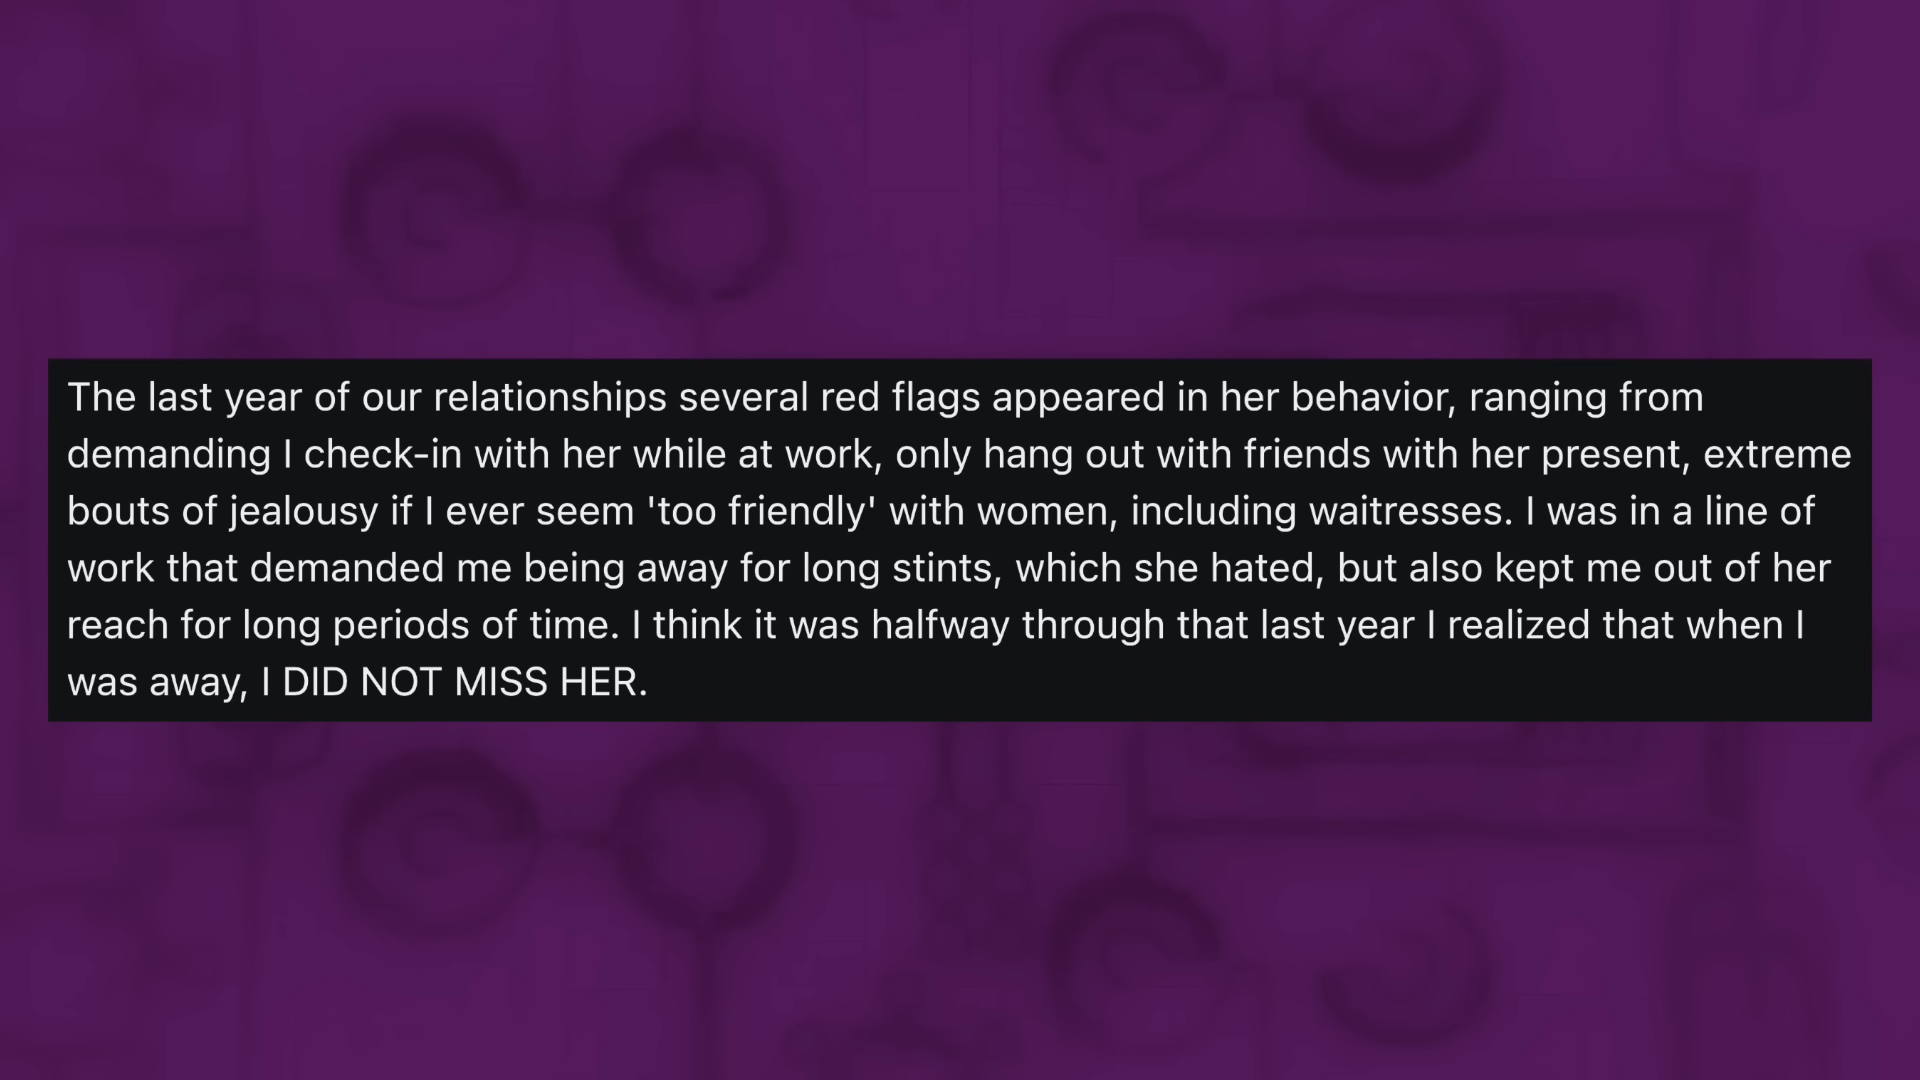 The last year of our relationships several red flags appeared in her behavior, ranging from
demanding I check-in with her while at work, only hang out with friends with her present, extreme
bouts of jealousy if I ever seem 'too friendly' with women, including waitresses. I was in a line of
work that demanded me being away for long stints, which she hated, but also kept me out of her
reach for long periods of time. I think it was halfway through that last year I realized that when I
was away, I DID NOT MISS HER.